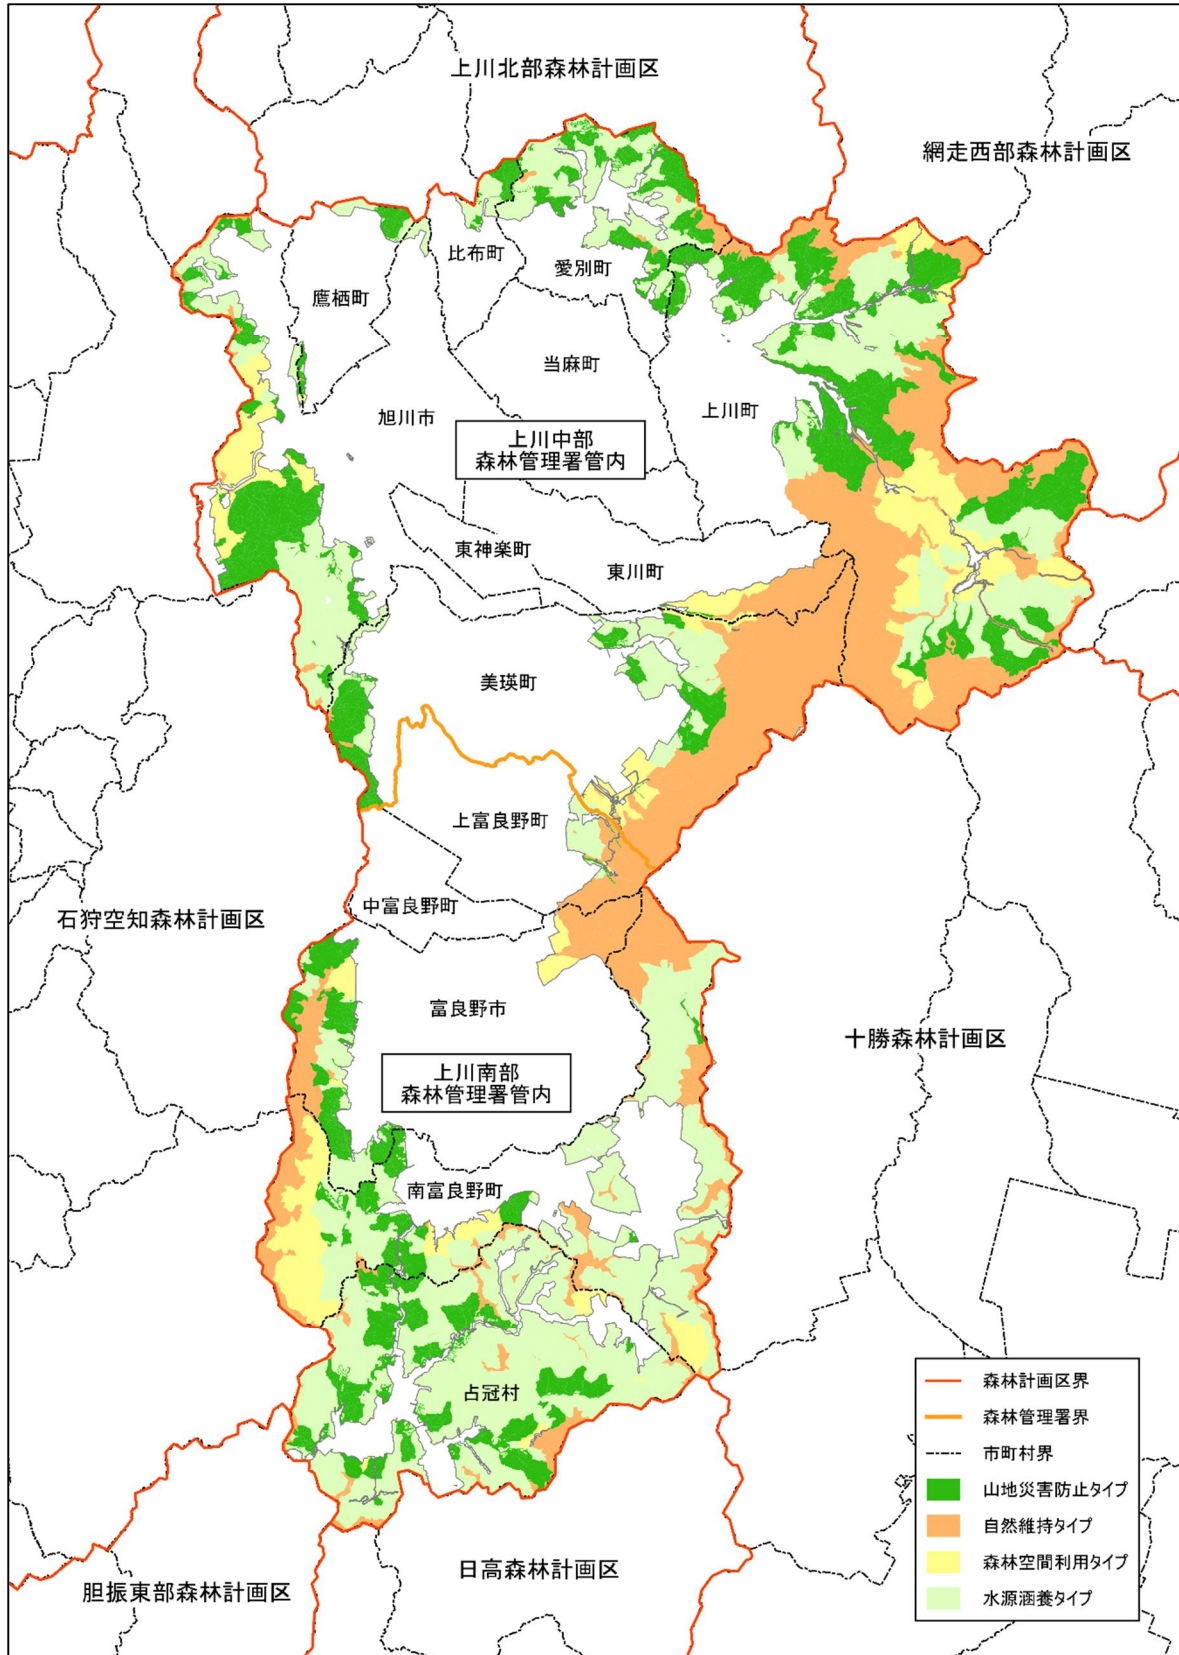 上川北部森林計画区
網走西部森林計画区
比布町
愛別町
鷹栖町
当麻町
上川町
旭川市
上川中部
森林管理署管内
東神楽町
東川町
美瑛町
上富良野町
中富良野町
石狩空知森林計画区
富良野市
十勝森林計画区
上川南部
森林管理署管内
南富良野町
占冠村
日高森林計画区
胆振東部森林計画区
森林計画区界
森林管理署界
市町村界
山地災害防止タイプ
自然維持タイプ
森林空間利用タイプ
水源涵養タイプ